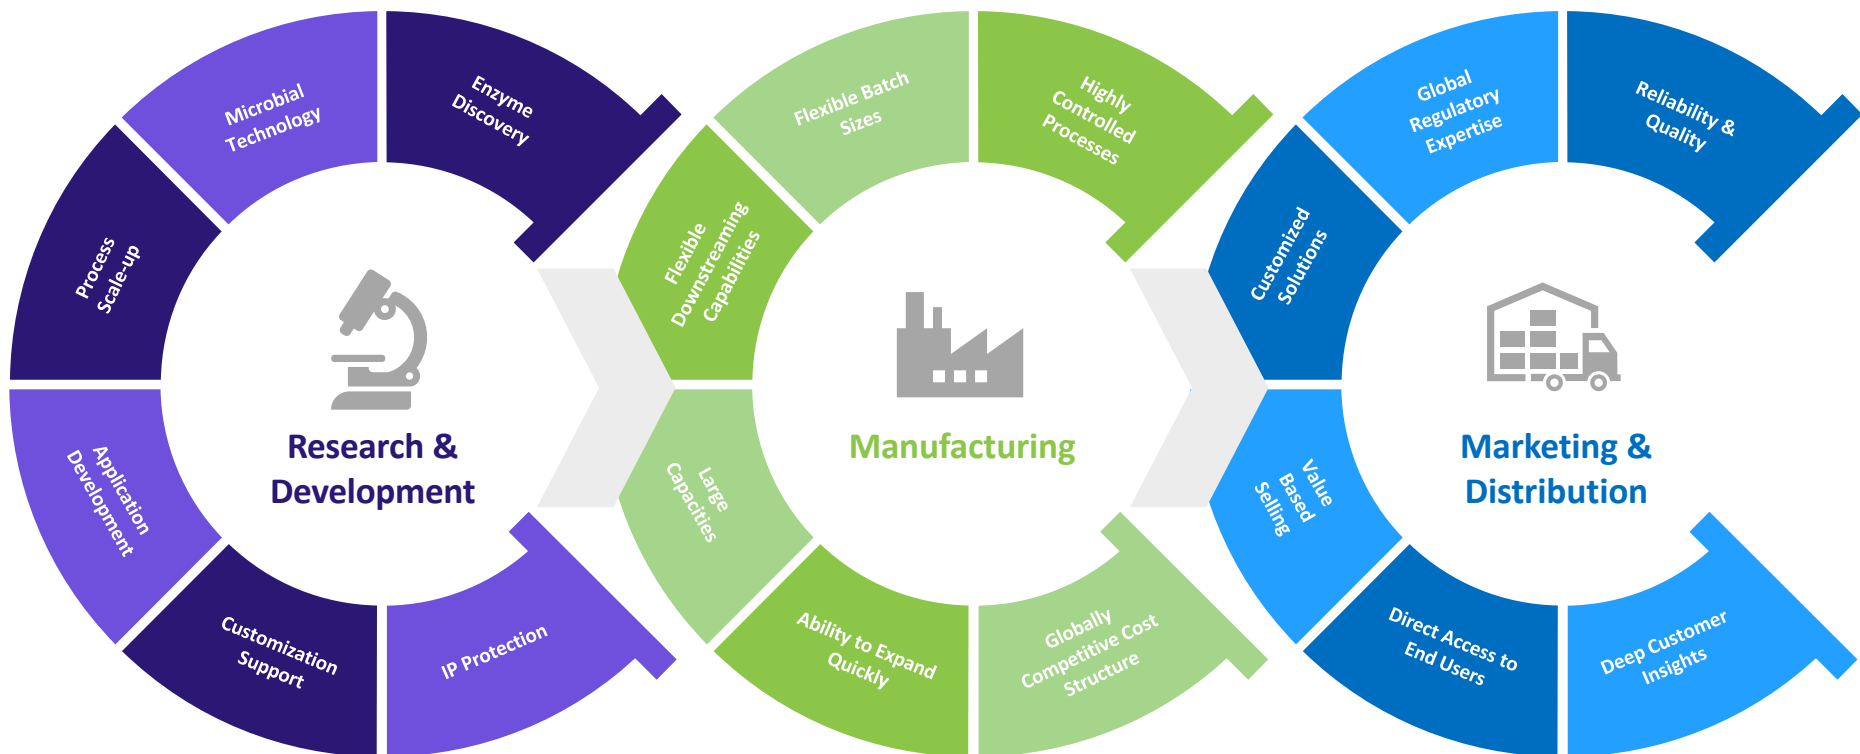 Enzyme
Discovery
Microbial
Technology
Process
Scale-up
Application
Development
Customization
Support
IP Protection
Research &
Development
Highly
Controlled
Processes
Flexible Batch
Sizes
Flexible
Downstreaming
Capabilities
Large
Capacities
Ability to Expand
Quickly
Globally
Competitive Cost
Structure
Manufacturing
Reliability &
Quality
Global
Regulatory
Expertise
Customized
Solutions
Value
Based
Selling
Direct Access to
End Users
Deep Customer
Insights
Marketing &
Distribution